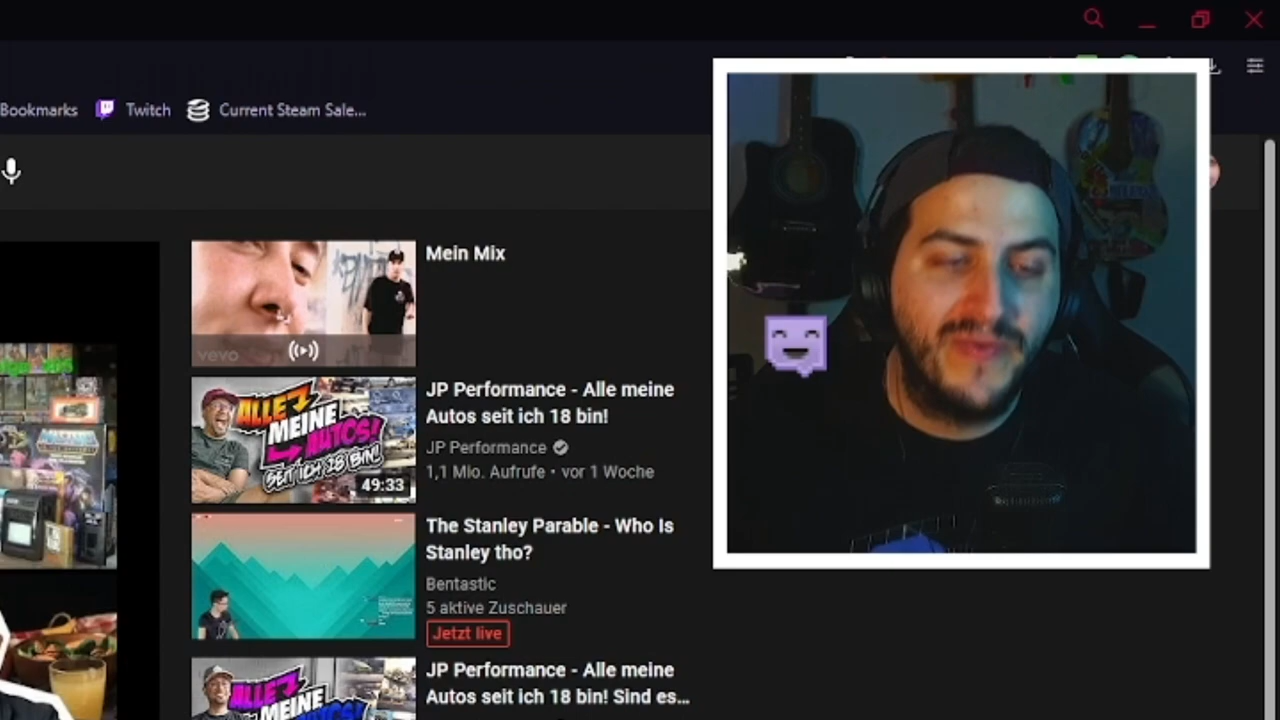 Bookmarks Twitch Current Steam Sale...
Mein Mix
vevo
ALLE
MEINE
AUTOS!
SEIT ICH 18 BIN!
49:33
JP Performance - Alle meine
Autos seit ich 18 bin!
JP Performance
1,1 Mio. Aufrufe • vor 1 Woche
The Stanley Parable - Who Is
Stanley tho?
Bentastic
5 aktive Zuschauer
Jetzt live
ALLE
MEINE
JP Performance - Alle meine
Autos seit ich 18 bin! Sind es...